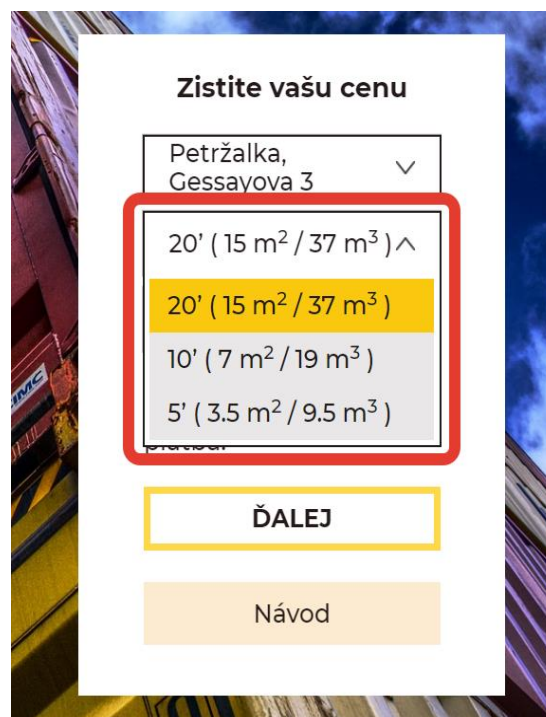 Zistite vašu cenu
Petržalka,
Gessayova 3
20’ ( 15 m² / 37 m³ )
20’ ( 15 m² / 37 m³ )
10’ ( 7 m² / 19 m³ )
5’ ( 3.5 m² / 9.5 m³ )
ĎALEJ
Návod